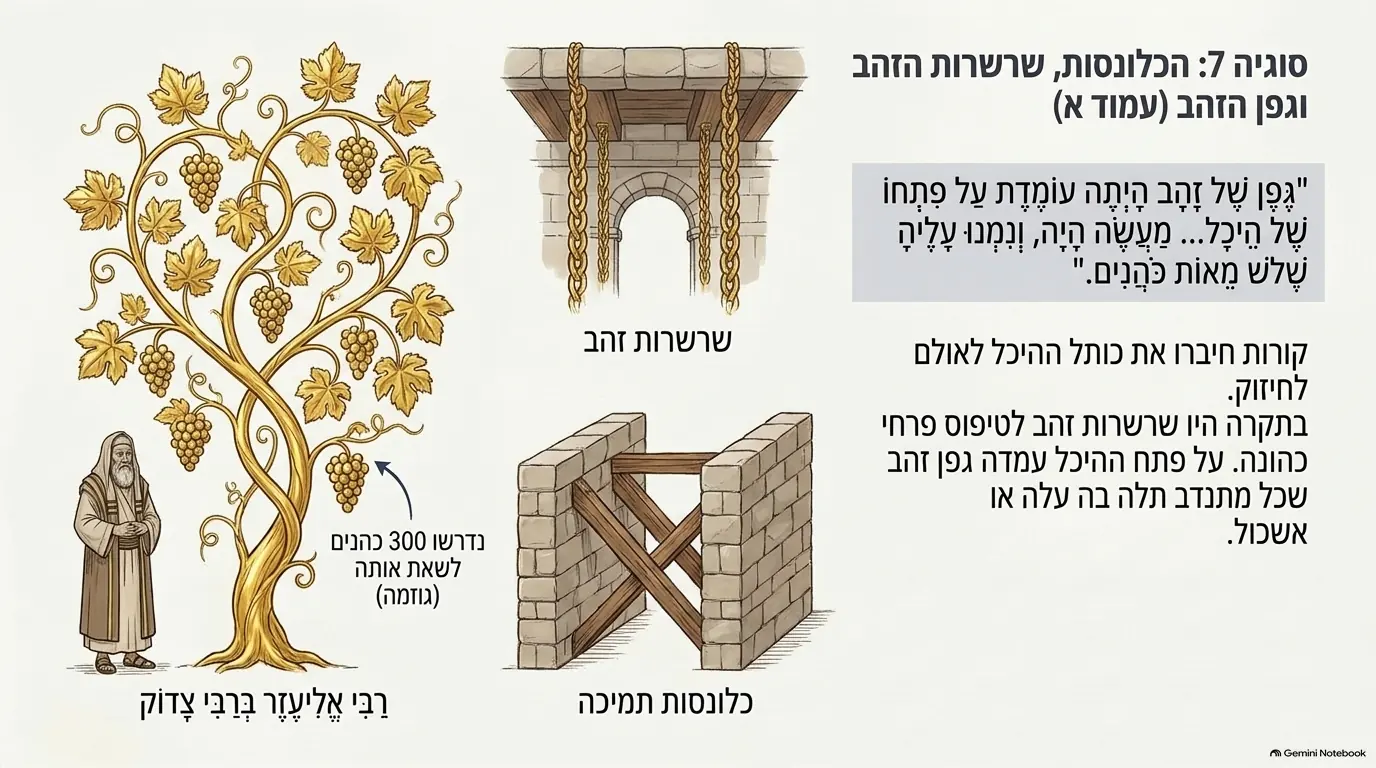 סוגיה 7: הכלונסות, שרשרות הזהב
וגפן הזהב (עמוד א)
"גֶּפֶן שֶׁל זָהָב הָיְתָה עוֹמֶדֶת עַל פִּתְחוֹ
שֶׁל הֵיכָל... מַעֲשֶׂה הָיָה, וְנִמְנוּ עָלֶיהָ
שְׁלֹשׁ מֵאוֹת כֹּהֲנִים."
קורות חיברו את כותל ההיכל לאולם
לחיזוק.
בתקרה היו שרשרות זהב לטיפוס פרחי
כהונה. על פתח ההיכל עמדה גפן זהב
שכל מתנדב תלה בה עלה או
אשכול.
שרשרות זהב
נדרשו 300 כהנים
לשאת אותה
(גוזמה)
כלונסות תמיכה
רַבִּי אֱלִיעֶזֶר בְּרַבִּי צָדוֹק
Gemini Notebook